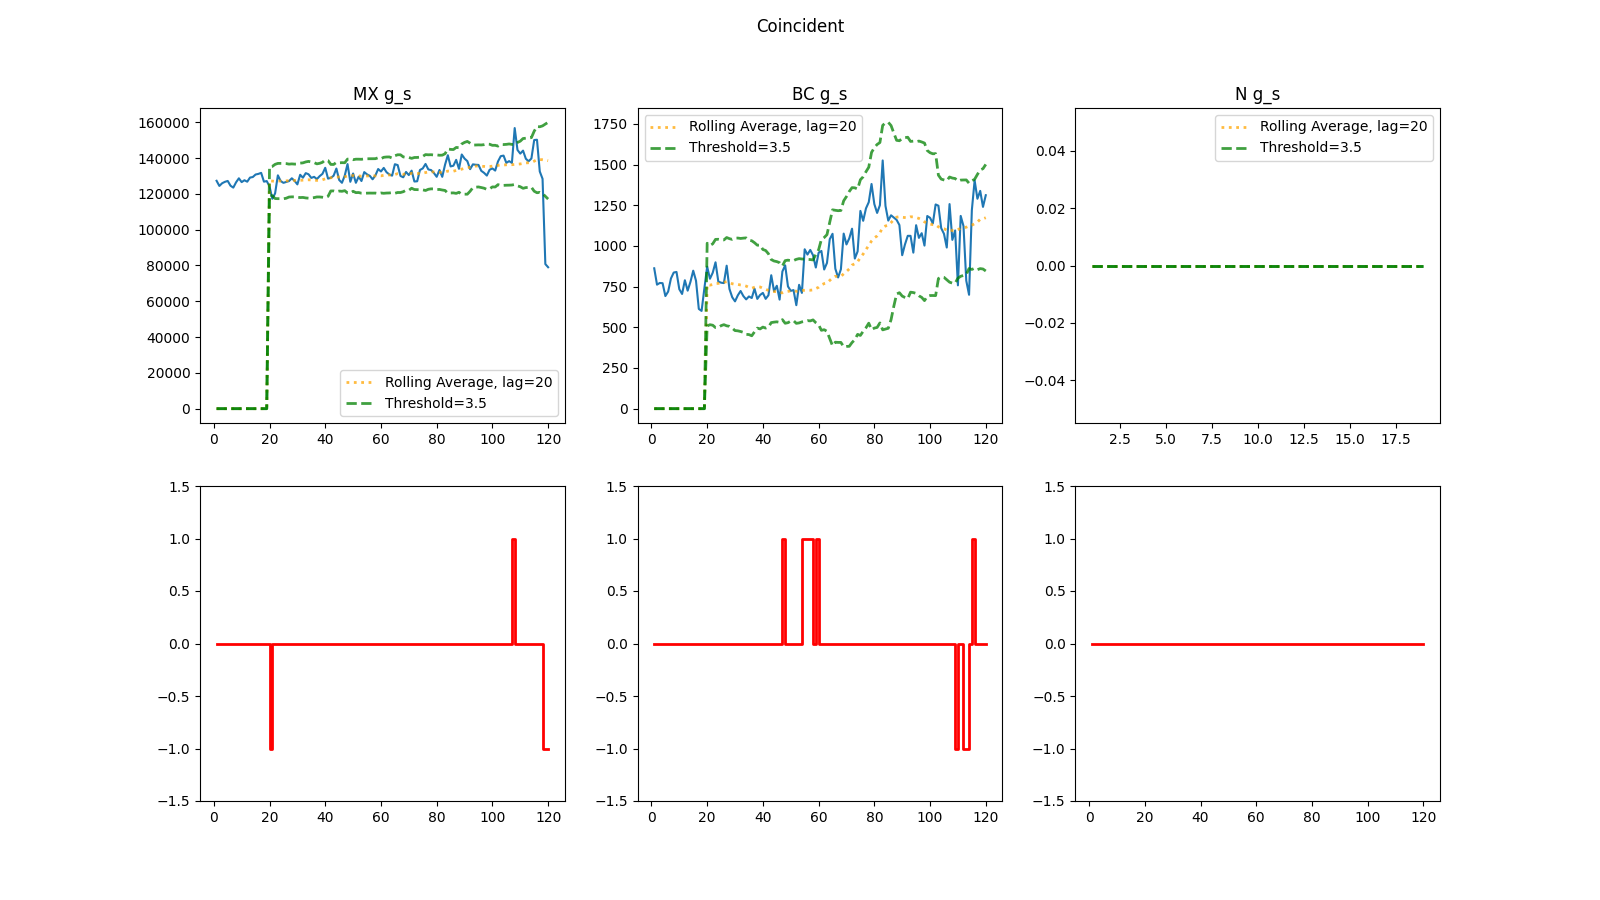 Coincident
MX g_s
160000
140000
120000
100000
80000
60000
40000
20000
0
Rolling Average, lag=20
Threshold=3.5
0 20 40 60 80 100 120
BC g_s
1750
1500
1250
1000
750
500
250
0
Rolling Average, lag=20
Threshold=3.5
0 20 40 60 80 100 120
N g_s
0.04
0.02
0.00
−0.02
−0.04
Rolling Average, lag=20
Threshold=3.5
2.5 5.0 7.5 10.0 12.5 15.0 17.5
1.5
1.0
0.5
0.0
−0.5
−1.0
−1.5
0 20 40 60 80 100 120
1.5
1.0
0.5
0.0
−0.5
−1.0
−1.5
0 20 40 60 80 100 120
1.5
1.0
0.5
0.0
−0.5
−1.0
−1.5
0 20 40 60 80 100 120